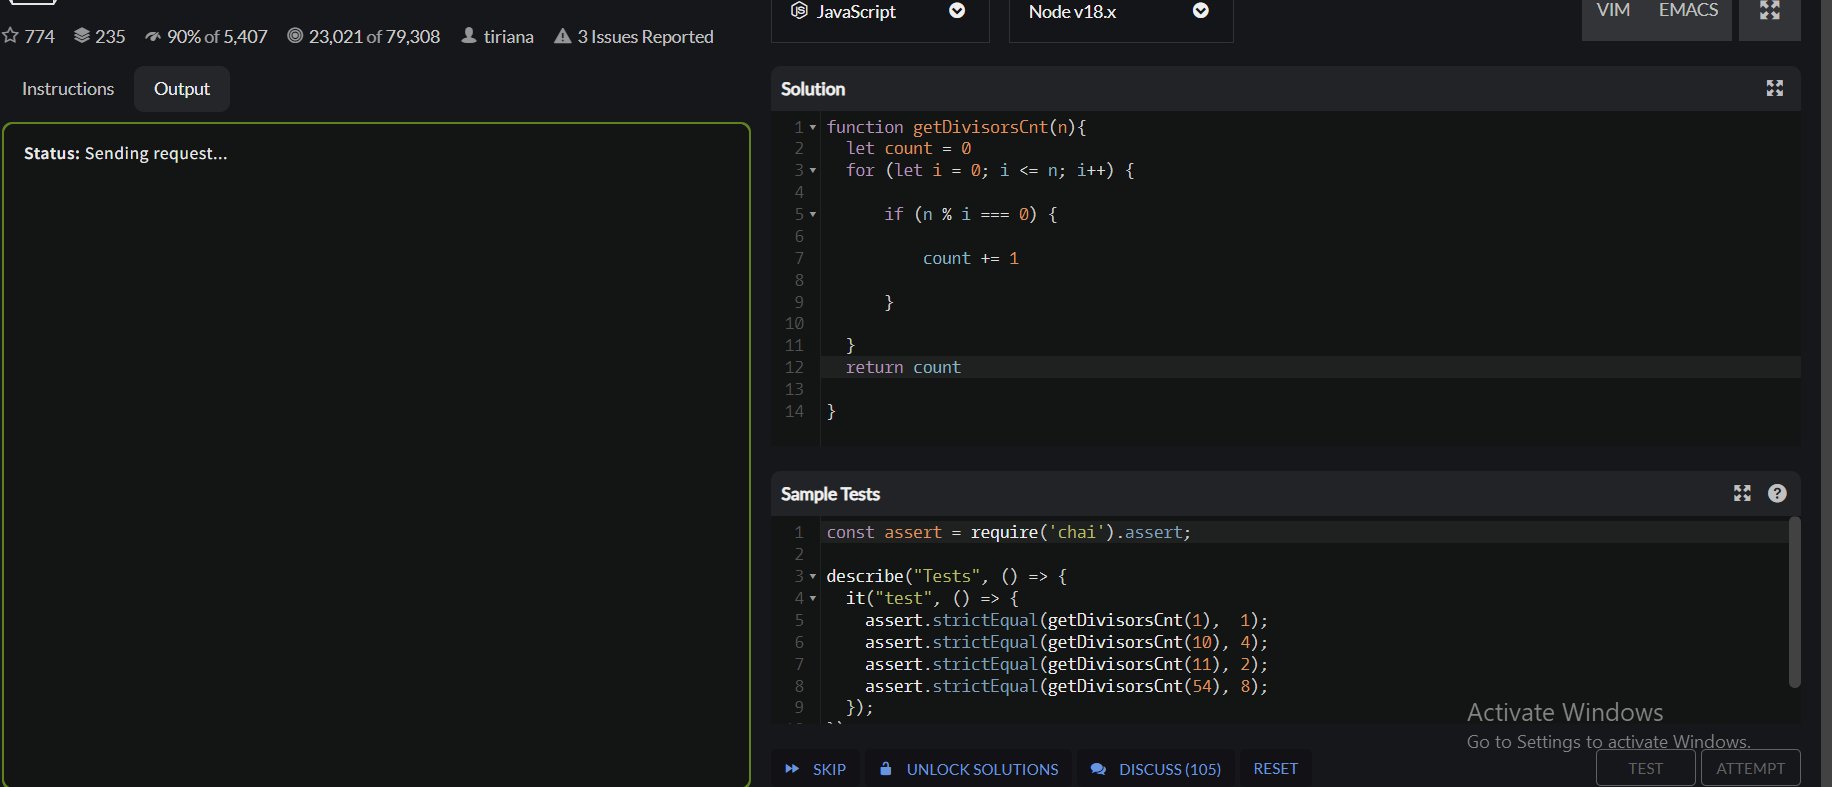 JS JavaScript
Node v18.x
VIM EMACS
774 235 90% of 5,407 23,021 of 79,308 tiriana 3 Issues Reported
Instructions Output
Status: Sending request...
Solution
1 function getDivisorsCnt(n){
2 let count = 0
3 for (let i = 0; i <= n; i++) {
4
5 if (n % i === 0) {
6
7 count += 1
8
9 }
10
11 }
12 return count
13
14 }
Sample Tests
?
1 const assert = require('chai').assert;
2
3 describe("Tests", () => {
4 it("test", () => {
5 assert.strictEqual(getDivisorsCnt(1), 1);
6 assert.strictEqual(getDivisorsCnt(10), 4);
7 assert.strictEqual(getDivisorsCnt(11), 2);
8 assert.strictEqual(getDivisorsCnt(54), 8);
9 });
Activate Windows
Go to Settings to activate Windows.
SKIP UNLOCK SOLUTIONS DISCUSS (105) RESET TEST ATTEMPT